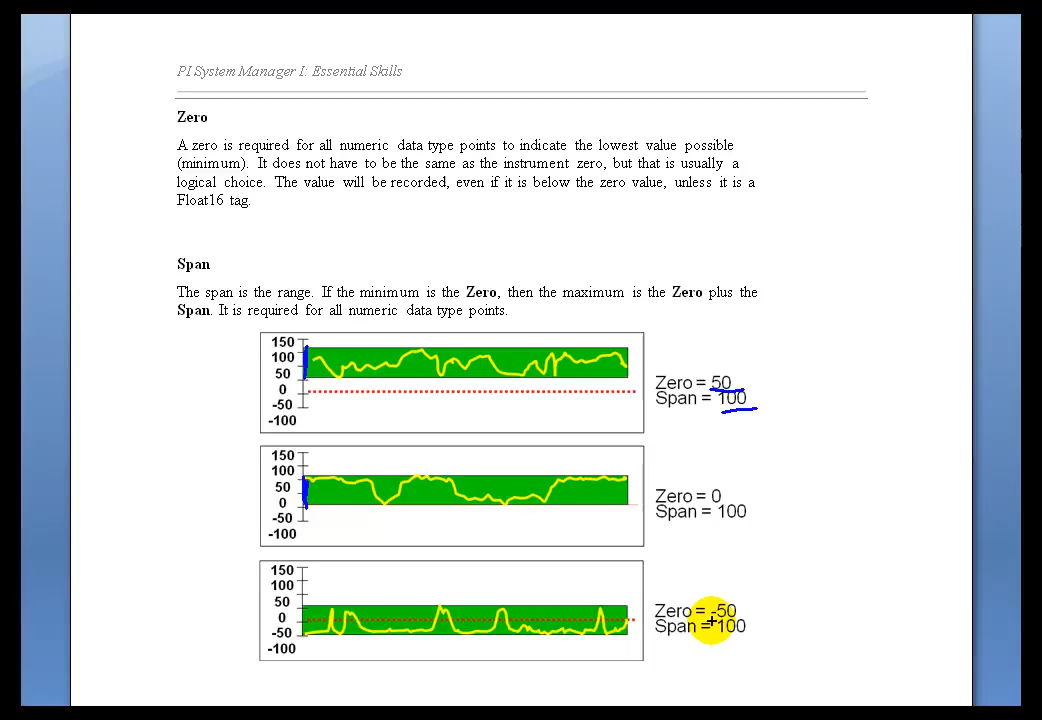 PI System Manager I: Essential Skills
Zero
A zero is required for all numeric data type points to indicate the lowest value possible
(minimum). It does not have to be the same as the instrument zero, but that is usually a
logical choice. The value will be recorded, even if it is below the zero value, unless it is a
Float16 tag.
Span
The span is the range. If the minimum is the Zero, then the maximum is the Zero plus the
Span. It is required for all numeric data type points.
150
100
50
0
-50
-100
Zero = 50
Span = 100
150
100
50
0
-50
-100
Zero = 0
Span = 100
150
100
50
0
-50
-100
Zero = -50
Span = 100